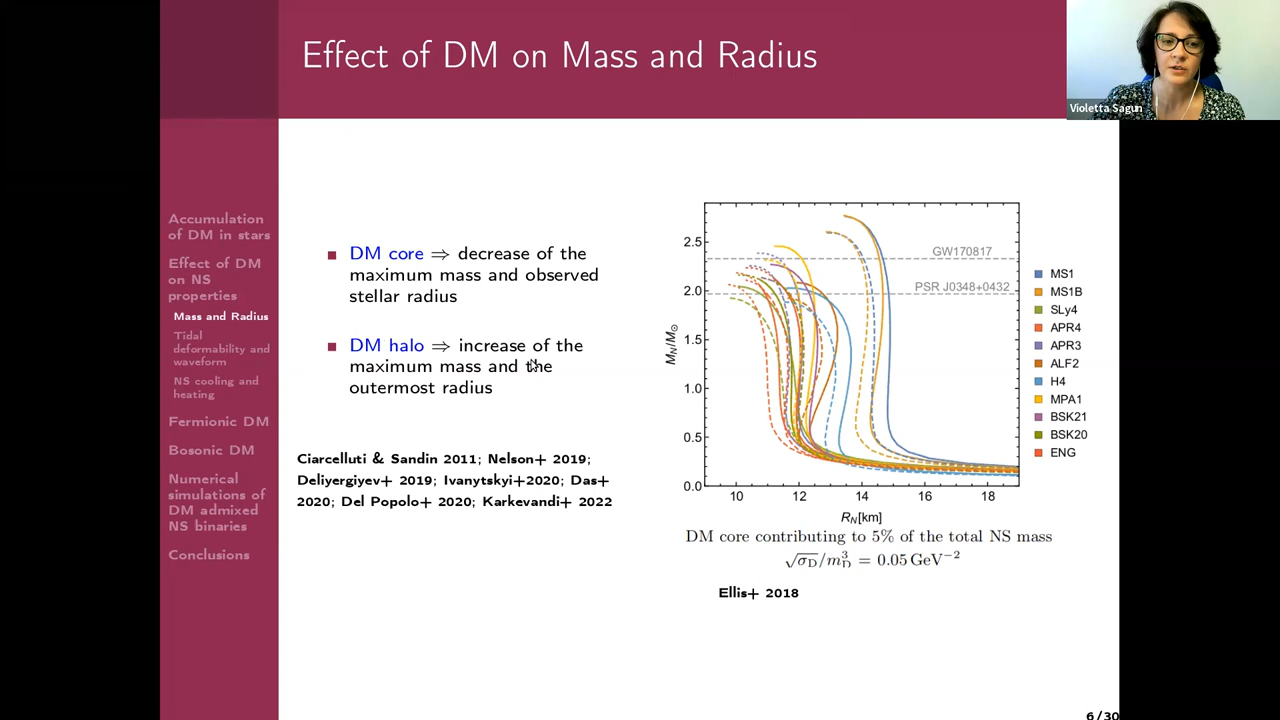 Effect of DM on Mass and Radius
Violetta Sagun
Accumulation
of DM in stars
Effect of DM
on NS
properties
Mass and Radius
Tidal
deformability and
waveform
NS cooling and
heating
Fermionic DM
Bosonic DM
Numerical
simulations of
DM admixed
NS binaries
Conclusions
DM core ⇒ decrease of the
maximum mass and observed
stellar radius
DM halo ⇒ increase of the
maximum mass and the
outermost radius
Ciarcelluti & Sandin 2011; Nelson+ 2019;
Deliyergiyev+ 2019; Ivanytskyi+2020; Das+
2020; Del Popolo+ 2020; Karkevandi+ 2022
M_N/M_⊙
2.5
2.0
1.5
1.0
0.5
0.0
10 12 14 16 18
R_N[km]
GW170817
PSR J0348+0432
MS1
MS1B
SLy4
APR4
APR3
ALF2
H4
MPA1
BSK21
BSK20
ENG
DM core contributing to 5% of the total NS mass
√σ_D/m_D^3 = 0.05 GeV^−2
Ellis+ 2018
6/30